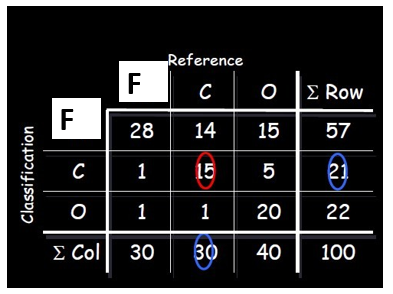 Reference
F C O Σ Row
F 28 14 15 57
C 1 15 5 21
O 1 1 20 22
Σ Col 30 30 40 100
Classification